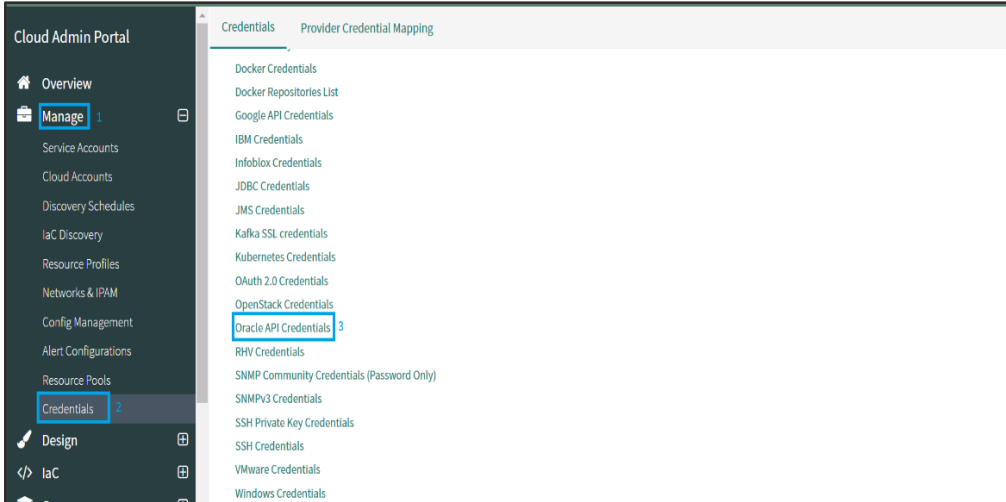 Cloud Admin Portal
Overview
Manage 1
Service Accounts
Cloud Accounts
Discovery Schedules
IaC Discovery
Resource Profiles
Networks & IPAM
Config Management
Alert Configurations
Resource Pools
Credentials 2
Design
</> IaC
Credentials Provider Credential Mapping
Docker Credentials
Docker Repositories List
Google API Credentials
IBM Credentials
Infoblox Credentials
JDBC Credentials
JMS Credentials
Kafka SSL credentials
Kubernetes Credentials
OAuth 2.0 Credentials
OpenStack Credentials
Oracle API Credentials 3
RHV Credentials
SNMP Community Credentials (Password Only)
SNMPv3 Credentials
SSH Private Key Credentials
SSH Credentials
VMware Credentials
Windows Credentials